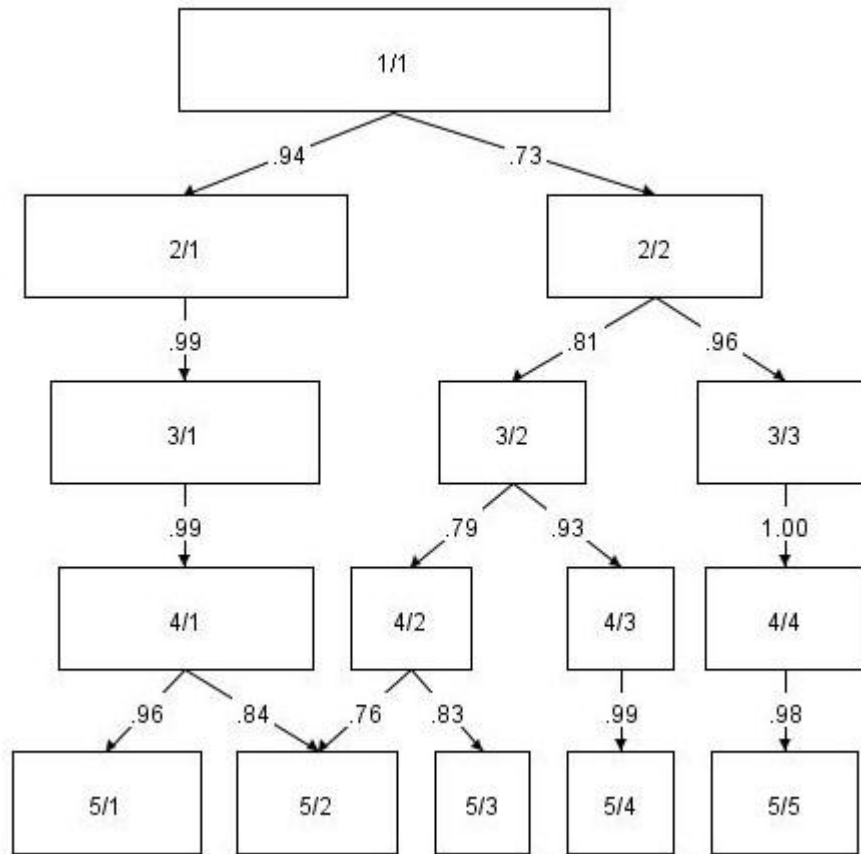 1/1
.94 .73
2/1 2/2
.99 .81 .96
3/1 3/2 3/3
.99 .79 .93 1.00
4/1 4/2 4/3 4/4
.96 .84 .76 .83 .99 .98
5/1 5/2 5/3 5/4 5/5